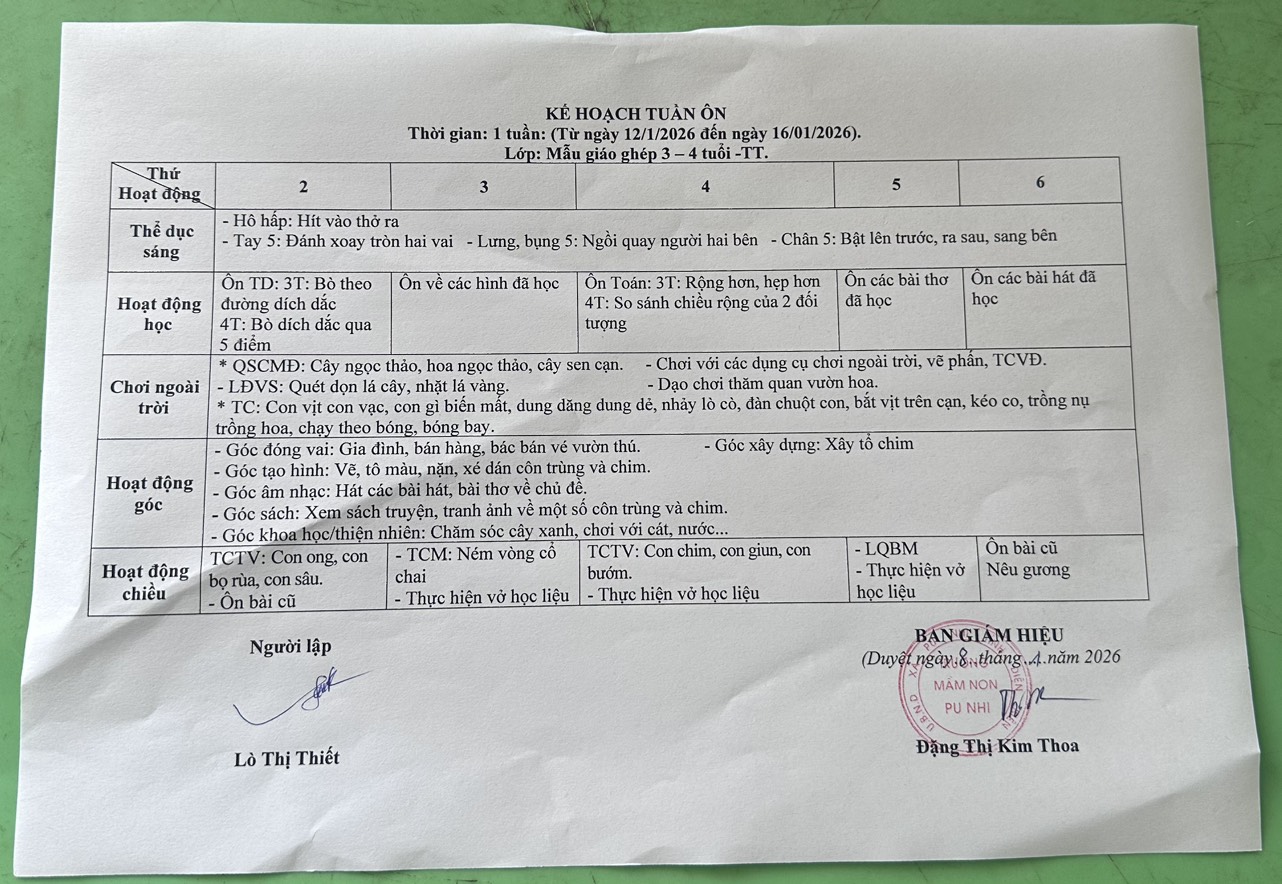 KẾ HOẠCH TUẦN ÔN
Thời gian: 1 tuần: (Từ ngày 12/1/2026 đến ngày 16/01/2026).
Lớp: Mẫu giáo ghép 3 – 4 tuổi -TT.
Thứ
Hoạt động
2
3
4
5
6
Thể dục
sáng
- Hô hấp: Hít vào thở ra
- Tay 5: Đánh xoay tròn hai vai - Lưng, bụng 5: Ngồi quay người hai bên - Chân 5: Bật lên trước, ra sau, sang bên
Hoạt động
học
Ôn TD: 3T: Bò theo
đường dích dắc
4T: Bò dích dắc qua
5 điểm
Ôn về các hình đã học
Ôn Toán: 3T: Rộng hơn, hẹp hơn
4T: So sánh chiều rộng của 2 đối
tượng
Ôn các bài thơ
đã học
Ôn các bài hát đã
học
Chơi ngoài
trời
* QSCMĐ: Cây ngọc thảo, hoa ngọc thảo, cây sen cạn. - Chơi với các dụng cụ chơi ngoài trời, vẽ phấn, TCVĐ.
- LĐVS: Quét dọn lá cây, nhặt lá vàng. - Dạo chơi thăm quan vườn hoa.
* TC: Con vịt con vạc, con gì biến mất, dung dăng dung dẻ, nhảy lò cò, đàn chuột con, bắt vịt trên cạn, kéo co, trồng nụ
trồng hoa, chạy theo bóng, bóng bay.
Hoạt động
góc
- Góc đóng vai: Gia đình, bán hàng, bác bán vé vườn thú. - Góc xây dựng: Xây tổ chim
- Góc tạo hình: Vẽ, tô màu, nặn, xé dán côn trùng và chim.
- Góc âm nhạc: Hát các bài hát, bài thơ về chủ đề.
- Góc sách: Xem sách truyện, tranh ảnh về một số côn trùng và chim.
- Góc khoa học/thiện nhiên: Chăm sóc cây xanh, chơi với cát, nước...
Hoạt động
chiều
TCTV: Con ong, con
bọ rùa, con sâu.
- Ôn bài cũ
- TCM: Ném vòng cổ
chai
- Thực hiện vở học liệu
TCTV: Con chim, con giun, con
bướm.
- Thực hiện vở học liệu
- LQBM
- Thực hiện vở
học liệu
Ôn bài cũ
Nêu gương
Người lập
Lò Thị Thiết
BAN GIÁM HIỆU
(Duyệt ngày 8 tháng 1 năm 2026
MẦM NON
PU NHI
Đặng Thị Kim Thoa